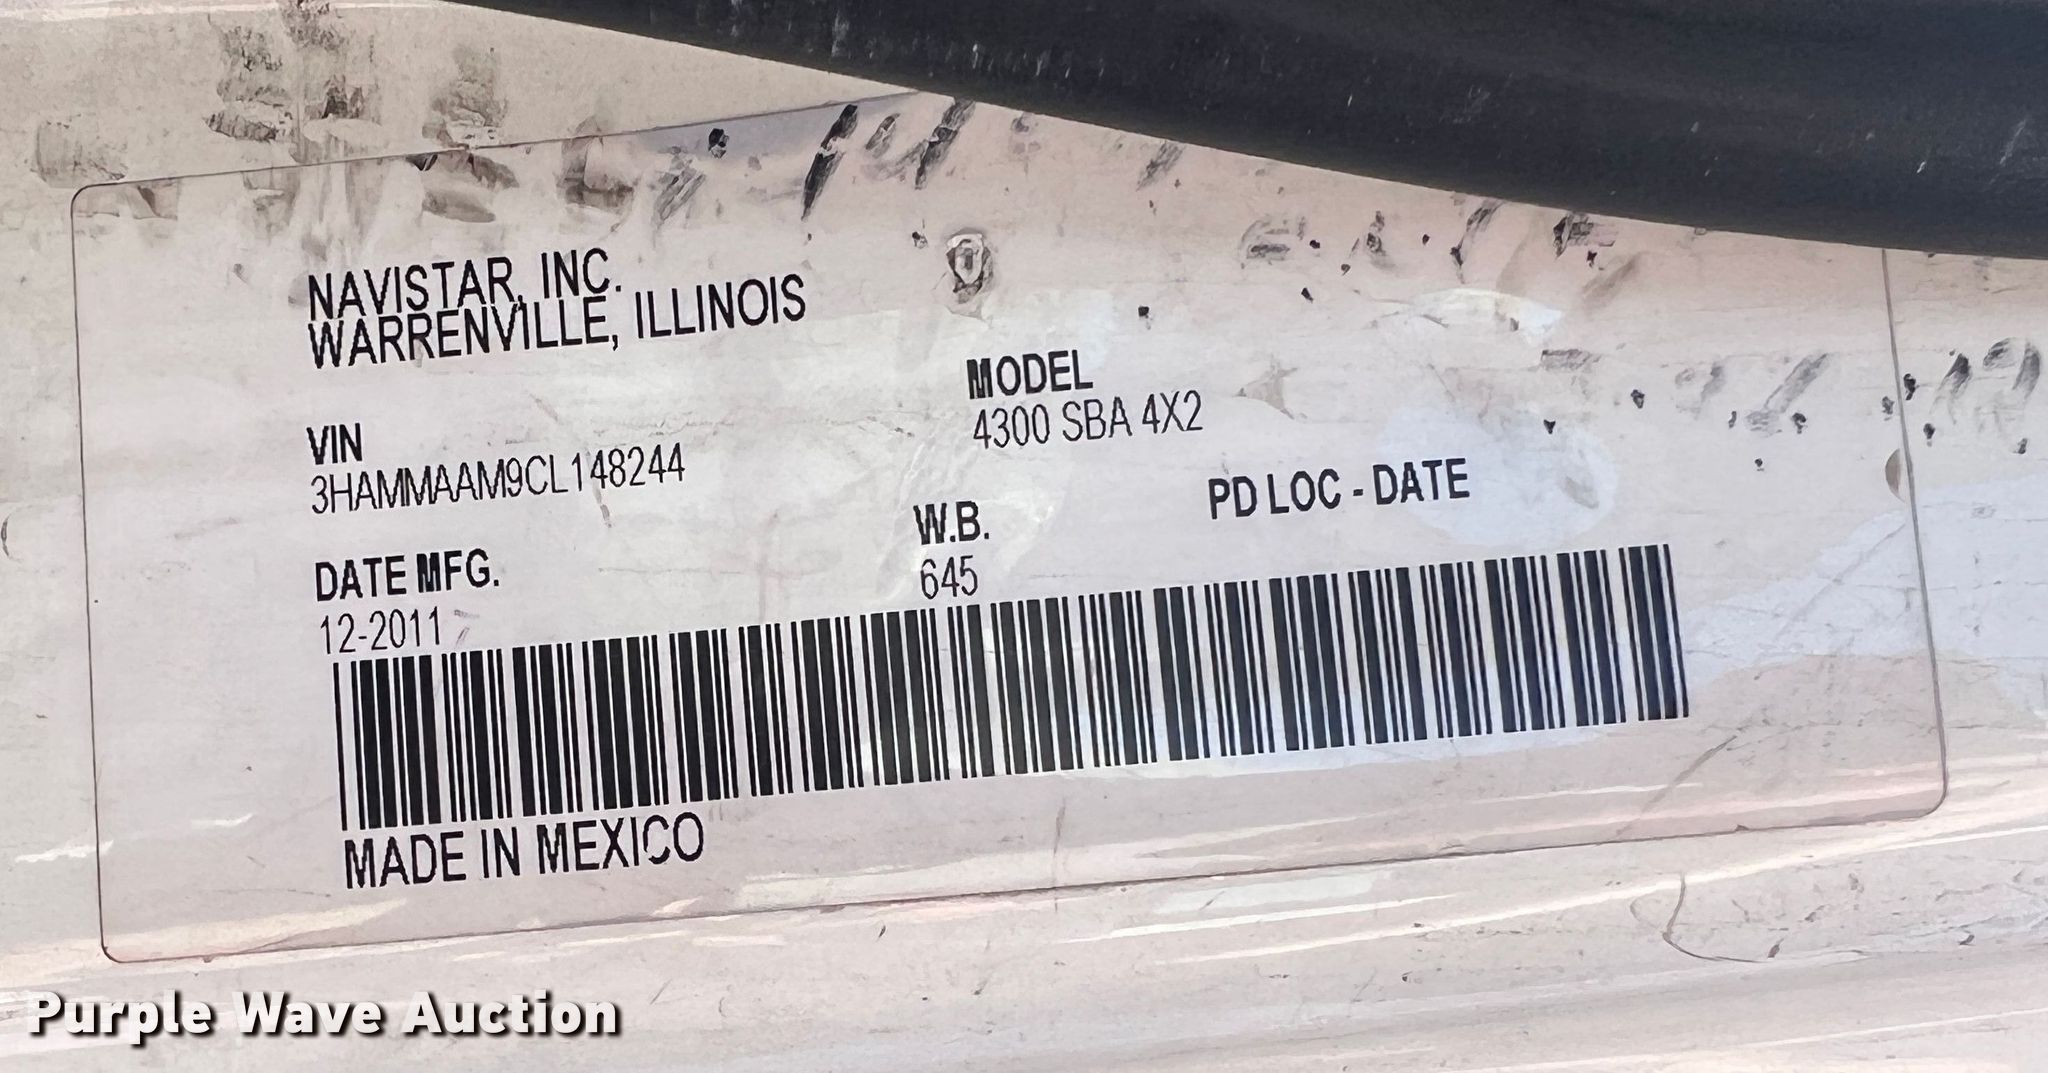 NAVISTAR, INC.
WARRENVILLE, ILLINOIS
MODEL
4300 SBA 4X2
VIN
3HAMMAAM9CL148244
PD LOC - DATE
W.B.
645
DATE MFG.
12-2011
MADE IN MEXICO
Purple Wave Auction